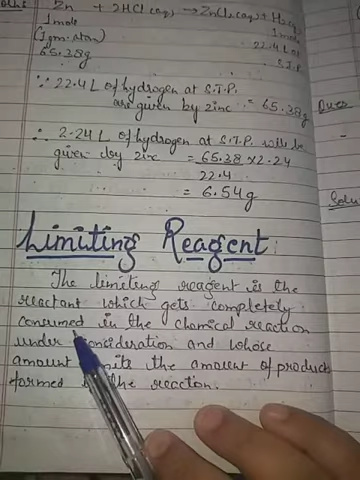 Zn + 2HCl (aq) → ZnCl₂(aq) + H₂(g)
1 mole 1 mole
(1 gm. atom) 22.4 L at
65.38g S.T.P.
∵ 22.4 L of hydrogen at S.T.P.
are given by zinc = 65.38g
∴ 2.24 L of hydrogen at S.T.P. will be
given by zinc = 65.38 × 2.24
22.4
= 6.54g
Limiting Reagent:
The limiting reagent is the
reactant which gets completely
consumed in the chemical reaction
under consideration and whose
amount the amount of product
formed the reaction.
Ques